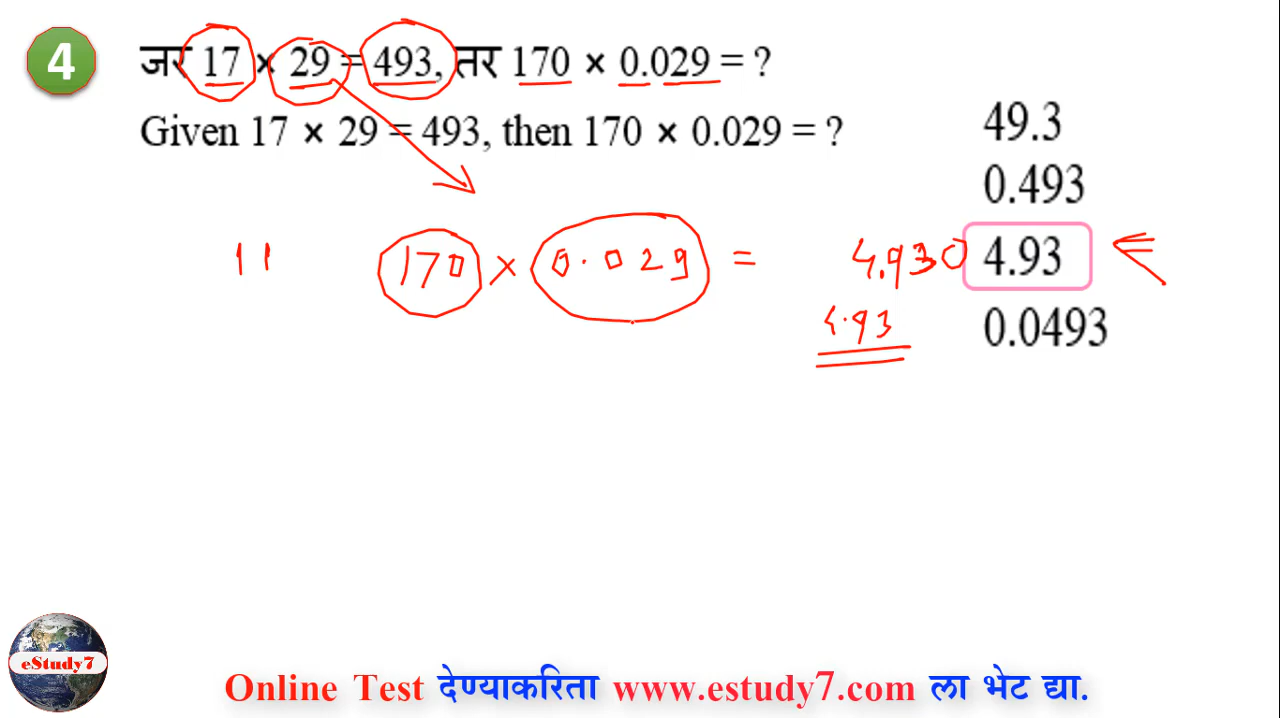 4
जर 17 × 29 = 493, तर 170 × 0.029 = ?
Given 17 × 29 = 493, then 170 × 0.029 = ?
49.3
0.493
4.93
0.0493
11 170 × 0.029 = 4.930
4.93
eStudy7
Online Test देण्याकरिता www.estudy7.com ला भेट द्या.